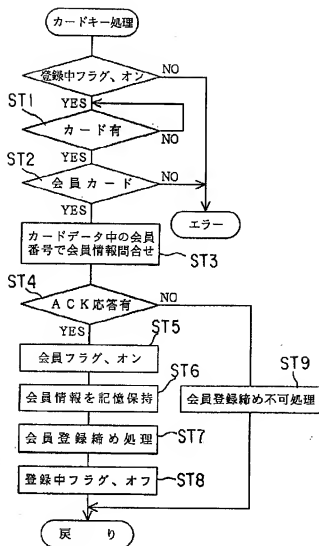 カードキー処理
登録中フラグ、オン
NO
YES
ST1
カード有
NO
YES
ST2
会員カード
NO
YES
エラー
カードデータ中の会員
番号で会員情報問合せ
ST3
ST4
ACK応答有
NO
YES
ST5
会員フラグ、オン
ST6
会員情報を記憶保持
ST9
会員登録締め不可処理
会員登録締め処理
ST7
登録中フラグ、オフ
ST8
戻り